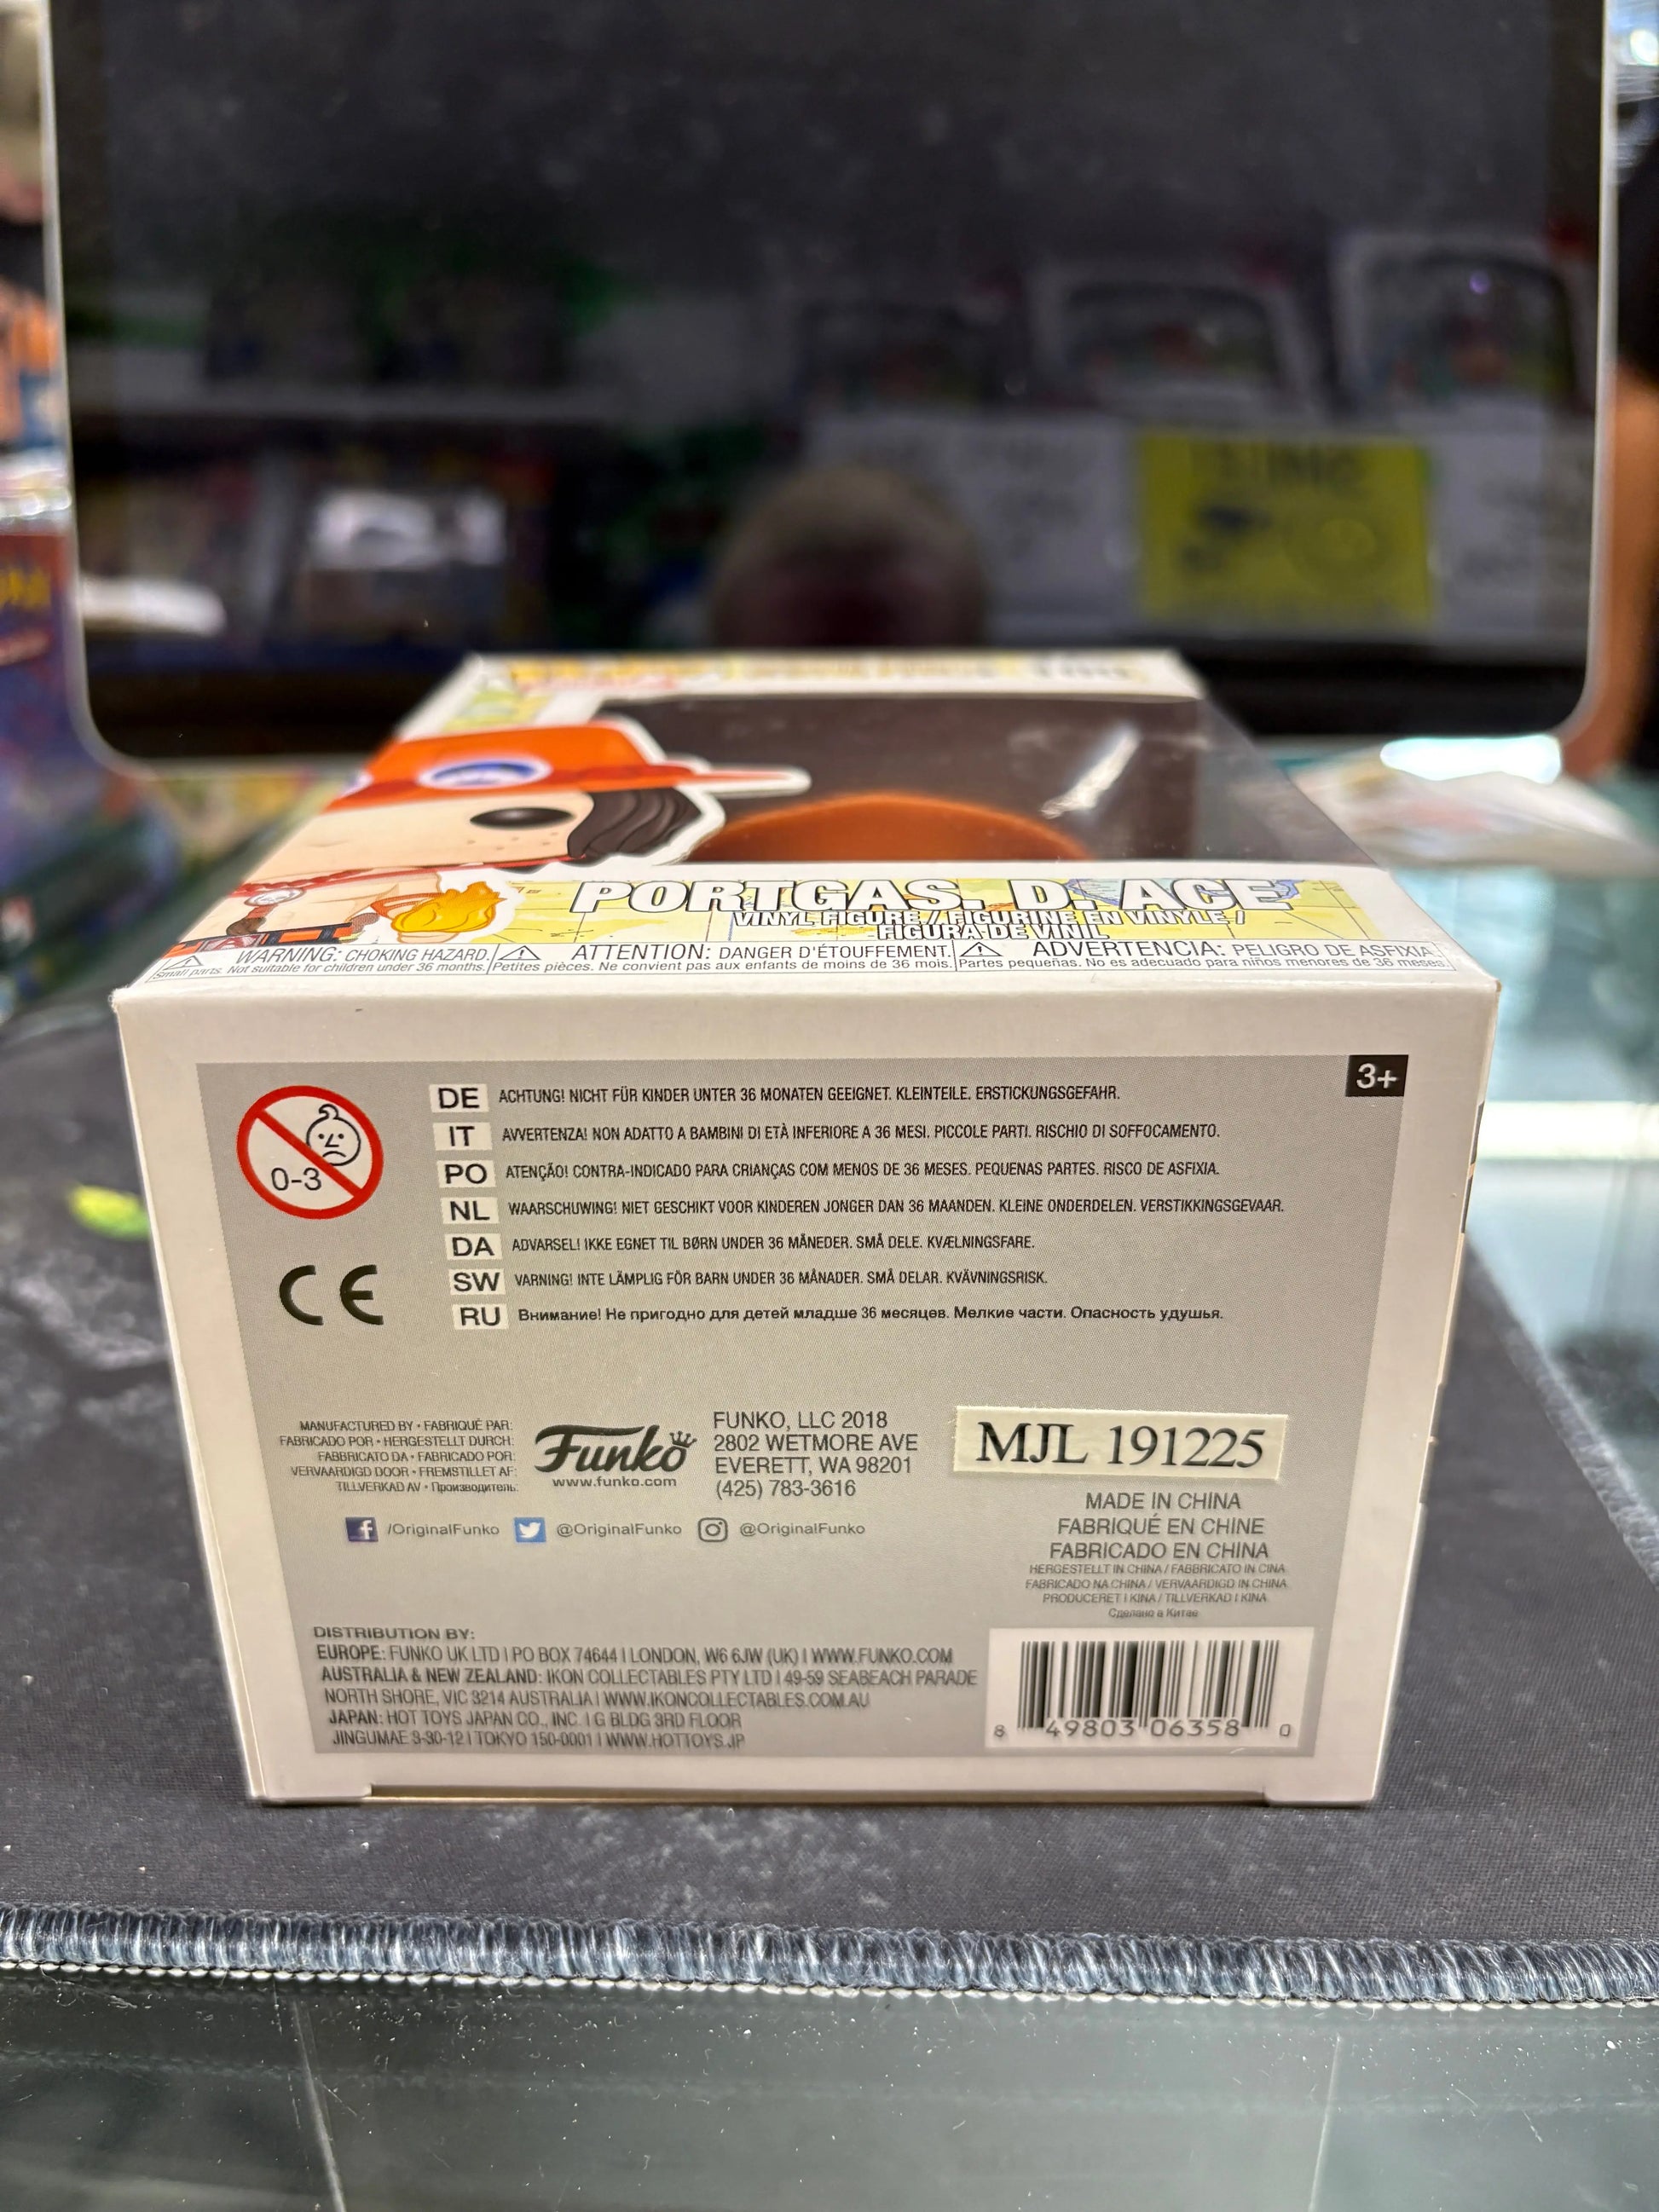 PORTGAS. D. ACE
VINYL FIGURE / FIGURINE EN VINYLE /
FIGURA DE VINIL
WARNING: CHOKING HAZARD.
Small parts. Not suitable for children under 36 months.
ATTENTION: DANGER D'ÉTOUFFEMENT.
Petites pièces. Ne convient pas aux enfants de moins de 36 mois.
ADVERTENCIA: PELIGRO DE ASFIXIA.
Partes pequeñas. No es adecuado para niños menores de 36 meses.
3+
0-3
DE ACHTUNG! NICHT FÜR KINDER UNTER 36 MONATEN GEEIGNET. KLEINTEILE. ERSTICKUNGSGEFAHR.
IT AVVERTENZA! NON ADATTO A BAMBINI DI ETÀ INFERIORE A 36 MESI. PICCOLE PARTI. RISCHIO DI SOFFOCAMENTO.
PO ATENÇÃO! CONTRA-INDICADO PARA CRIANÇAS COM MENOS DE 36 MESES. PEQUENAS PARTES. RISCO DE ASFIXIA.
NL WAARSCHUWING! NIET GESCHIKT VOOR KINDEREN JONGER DAN 36 MAANDEN. KLEINE ONDERDELEN. VERSTIKKINGSGEVAAR.
DA ADVARSEL! IKKE EGNET TIL BØRN UNDER 36 MÅNEDER. SMÅ DELE. KVÆLNINGSFARE.
SW VARNING! INTE LÄMPLIG FÖR BARN UNDER 36 MÅNADER. SMÅ DELAR. KVÄVNINGSRISK.
RU Внимание! Не пригодно для детей младше 36 месяцев. Мелкие части. Опасность удушья.
CE
MANUFACTURED BY • FABRIQUÉ PAR:
FABRICADO POR • HERGESTELLT DURCH:
FABBRICATO DA • FABRICADO POR:
VERVAARDIGD DOOR • FREMSTILLET AF:
TILLVERKAD AV • Производитель:
Funko
www.funko.com
FUNKO, LLC 2018
2802 WETMORE AVE
EVERETT, WA 98201
(425) 783-3616
MJL 191225
/OriginalFunko @OriginalFunko @OriginalFunko
MADE IN CHINA
FABRIQUÉ EN CHINE
FABRICADO EN CHINA
HERGESTELLT IN CHINA / FABBRICATO IN CINA
FABRICADO NA CHINA / VERVAARDIGD IN CHINA
PRODUCERET I KINA / TILLVERKAD I KINA
Сделано в Китае
DISTRIBUTION BY:
EUROPE: FUNKO UK LTD | PO BOX 74644 | LONDON, W6 6JW (UK) | WWW.FUNKO.COM
AUSTRALIA & NEW ZEALAND: IKON COLLECTABLES PTY LTD | 49-59 SEABEACH PARADE
NORTH SHORE, VIC 3214 AUSTRALIA | WWW.IKONCOLLECTABLES.COM.AU
JAPAN: HOT TOYS JAPAN CO., INC. | G BLDG 3RD FLOOR
JINGUMAE 3-30-12 | TOKYO 150-0001 | WWW.HOTTOYS.JP
8 49803 06358 0